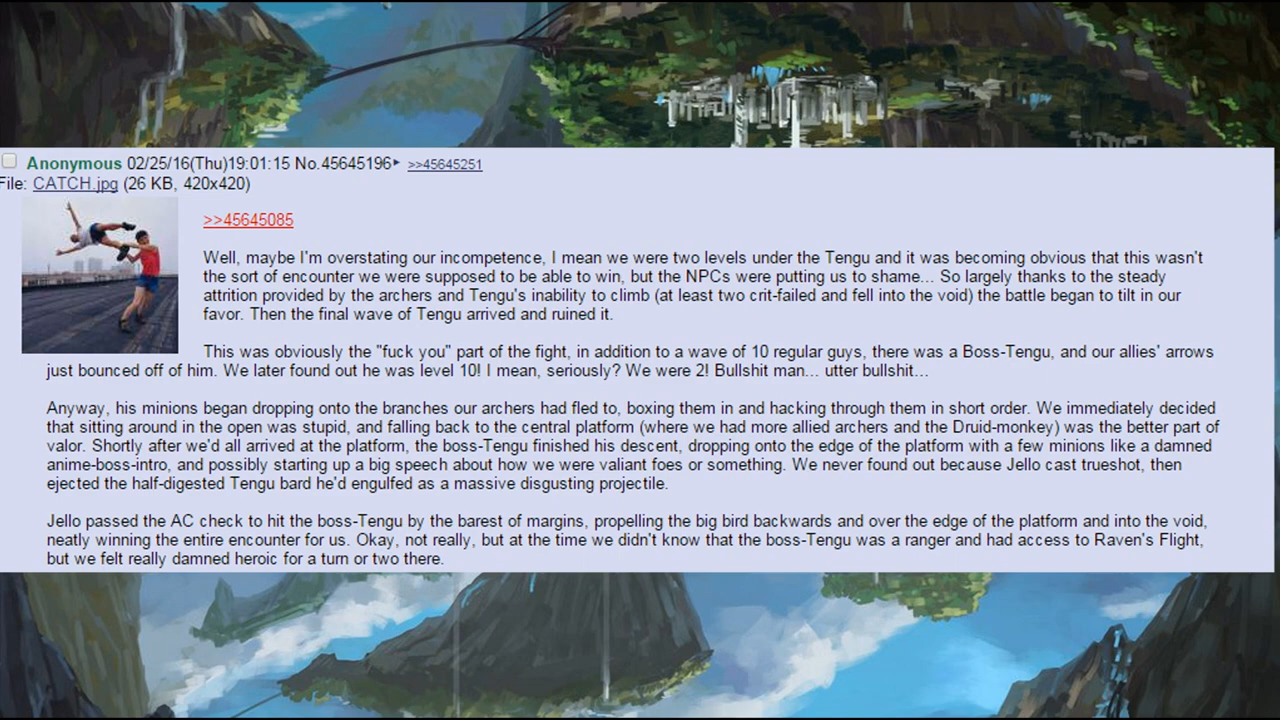 Anonymous 02/25/16(Thu)19:01:15 No.45645196 >>45645251
File: CATCH.jpg (26 KB, 420x420)
>>45645085
Well, maybe I'm overstating our incompetence, I mean we were two levels under the Tengu and it was becoming obvious that this wasn't
the sort of encounter we were supposed to be able to win, but the NPCs were putting us to shame... So largely thanks to the steady
attrition provided by the archers and Tengu's inability to climb (at least two crit-failed and fell into the void) the battle began to tilt in our
favor. Then the final wave of Tengu arrived and ruined it.
This was obviously the "fuck you" part of the fight, in addition to a wave of 10 regular guys, there was a Boss-Tengu, and our allies' arrows
just bounced off of him. We later found out he was level 10! I mean, seriously? We were 2! Bullshit man... utter bullshit...
Anyway, his minions began dropping onto the branches our archers had fled to, boxing them in and hacking through them in short order. We immediately decided
that sitting around in the open was stupid, and falling back to the central platform (where we had more allied archers and the Druid-monkey) was the better part of
valor. Shortly after we'd all arrived at the platform, the boss-Tengu finished his descent, dropping onto the edge of the platform with a few minions like a damned
anime-boss-intro, and possibly starting up a big speech about how we were valiant foes or something. We never found out because Jello cast trueshot, then
ejected the half-digested Tengu bard he'd engulfed as a massive disgusting projectile.
Jello passed the AC check to hit the boss-Tengu by the barest of margins, propelling the big bird backwards and over the edge of the platform and into the void,
neatly winning the entire encounter for us. Okay, not really, but at the time we didn't know that the boss-Tengu was a ranger and had access to Raven's Flight,
but we felt really damned heroic for a turn or two there.